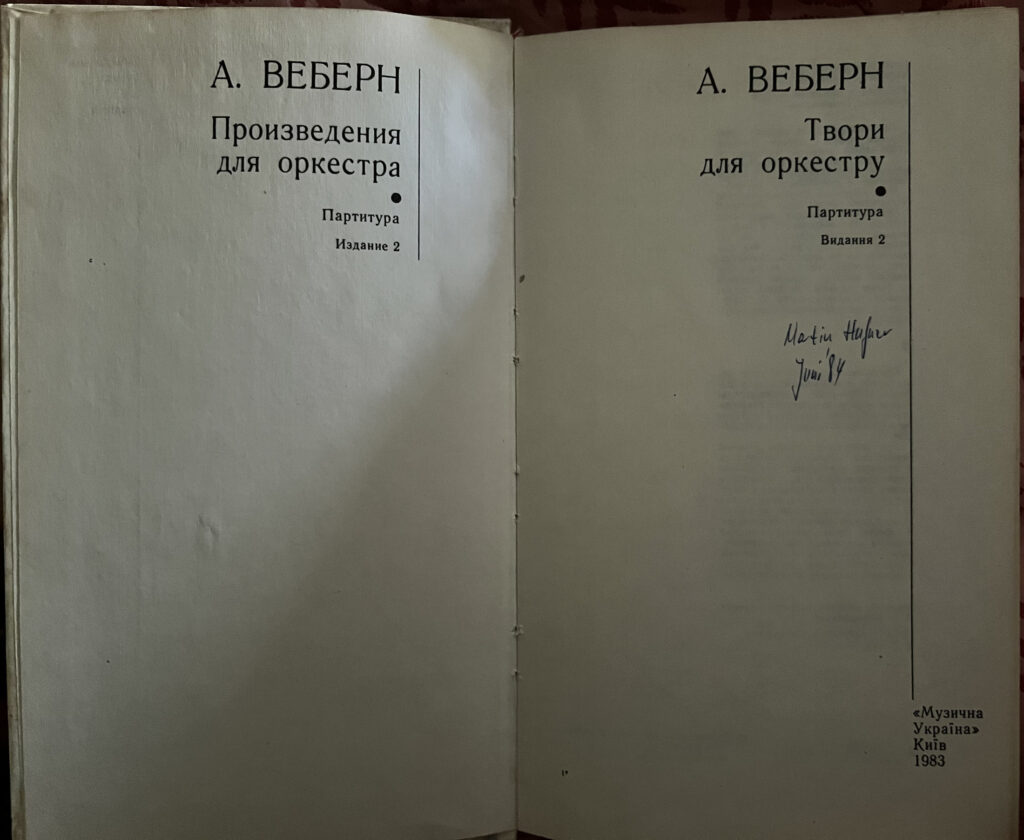 А. ВЕБЕРН
Произведения
для оркестра
Партитура
Издание 2
А. ВЕБЕРН
Твори
для оркестру
Партитура
Видання 2
Martin
Juni '84
«Музична
Україна»
Київ
1983